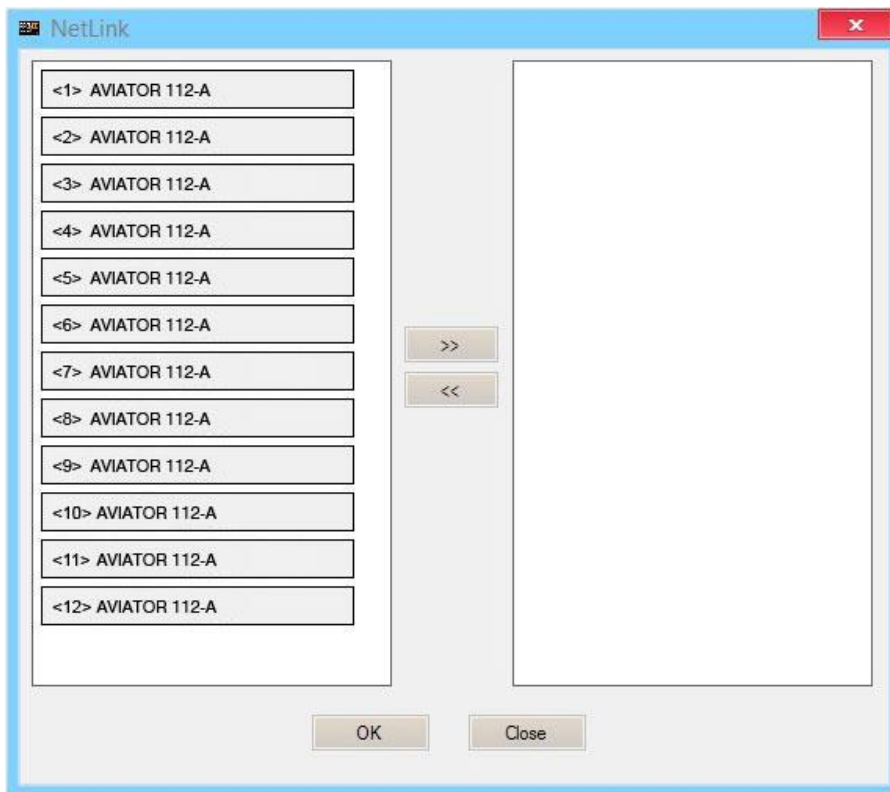 NetLink
<1> AVIATOR 112-A
<2> AVIATOR 112-A
<3> AVIATOR 112-A
<4> AVIATOR 112-A
<5> AVIATOR 112-A
<6> AVIATOR 112-A
<7> AVIATOR 112-A
<8> AVIATOR 112-A
<9> AVIATOR 112-A
<10> AVIATOR 112-A
<11> AVIATOR 112-A
<12> AVIATOR 112-A
>>
<<
OK
Close